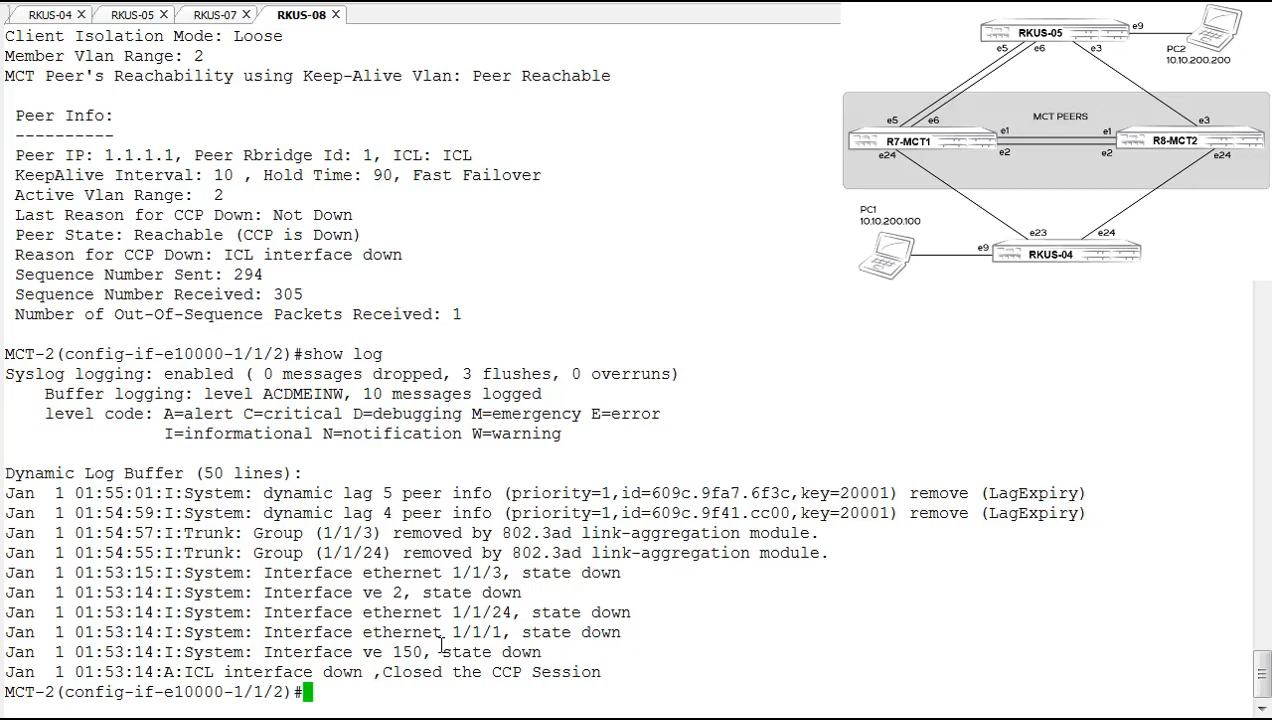 RKUS-04 X RKUS-05 X RKUS-07 X RKUS-08 X
Client Isolation Mode: Loose
Member Vlan Range: 2
MCT Peer's Reachability using Keep-Alive Vlan: Peer Reachable
Peer Info:
----------
Peer IP: 1.1.1.1, Peer Rbridge Id: 1, ICL: ICL
KeepAlive Interval: 10 , Hold Time: 90, Fast Failover
Active Vlan Range:  2
Last Reason for CCP Down: Not Down
Peer State: Reachable (CCP is Down)
Reason for CCP Down: ICL interface down
Sequence Number Sent: 294
Sequence Number Received: 305
Number of Out-Of-Sequence Packets Received: 1
MCT-2(config-if-e10000-1/1/2)#show log
Syslog logging: enabled ( 0 messages dropped, 3 flushes, 0 overruns)
Buffer logging: level ACDMEINW, 10 messages logged
level code: A=alert C=critical D=debugging M=emergency E=error
I=informational N=notification W=warning
Dynamic Log Buffer (50 lines):
Jan  1 01:55:01:I:System: dynamic lag 5 peer info (priority=1,id=609c.9fa7.6f3c,key=20001) remove (LagExpiry)
Jan  1 01:54:59:I:System: dynamic lag 4 peer info (priority=1,id=609c.9f41.cc00,key=20001) remove (LagExpiry)
Jan  1 01:54:57:I:Trunk: Group (1/1/3) removed by 802.3ad link-aggregation module.
Jan  1 01:54:55:I:Trunk: Group (1/1/24) removed by 802.3ad link-aggregation module.
Jan  1 01:53:15:I:System: Interface ethernet 1/1/3, state down
Jan  1 01:53:14:I:System: Interface ve 2, state down
Jan  1 01:53:14:I:System: Interface ethernet 1/1/24, state down
Jan  1 01:53:14:I:System: Interface ethernet 1/1/1, state down
Jan  1 01:53:14:I:System: Interface ve 150, state down
Jan  1 01:53:14:A:ICL interface down ,Closed the CCP Session
MCT-2(config-if-e10000-1/1/2)#
RKUS-05
e9
e5 e6 e3
PC2
10.10.200.200
MCT PEERS
e5 e6 e3
R7-MCT1 e1 e1 R8-MCT2
e24 e2 e2 e24
PC1
10.10.200.100
e23 e24
e9 RKUS-04